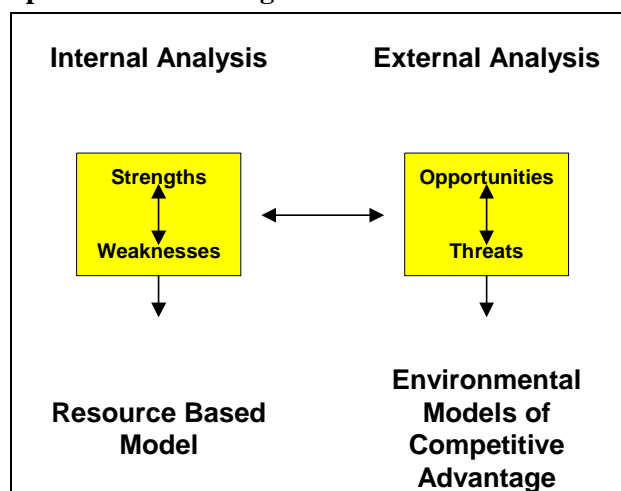 Internal Analysis
External Analysis
Strengths
Weaknesses
Opportunities
Threats
Resource Based
Model
Environmental
Models of
Competitive
Advantage